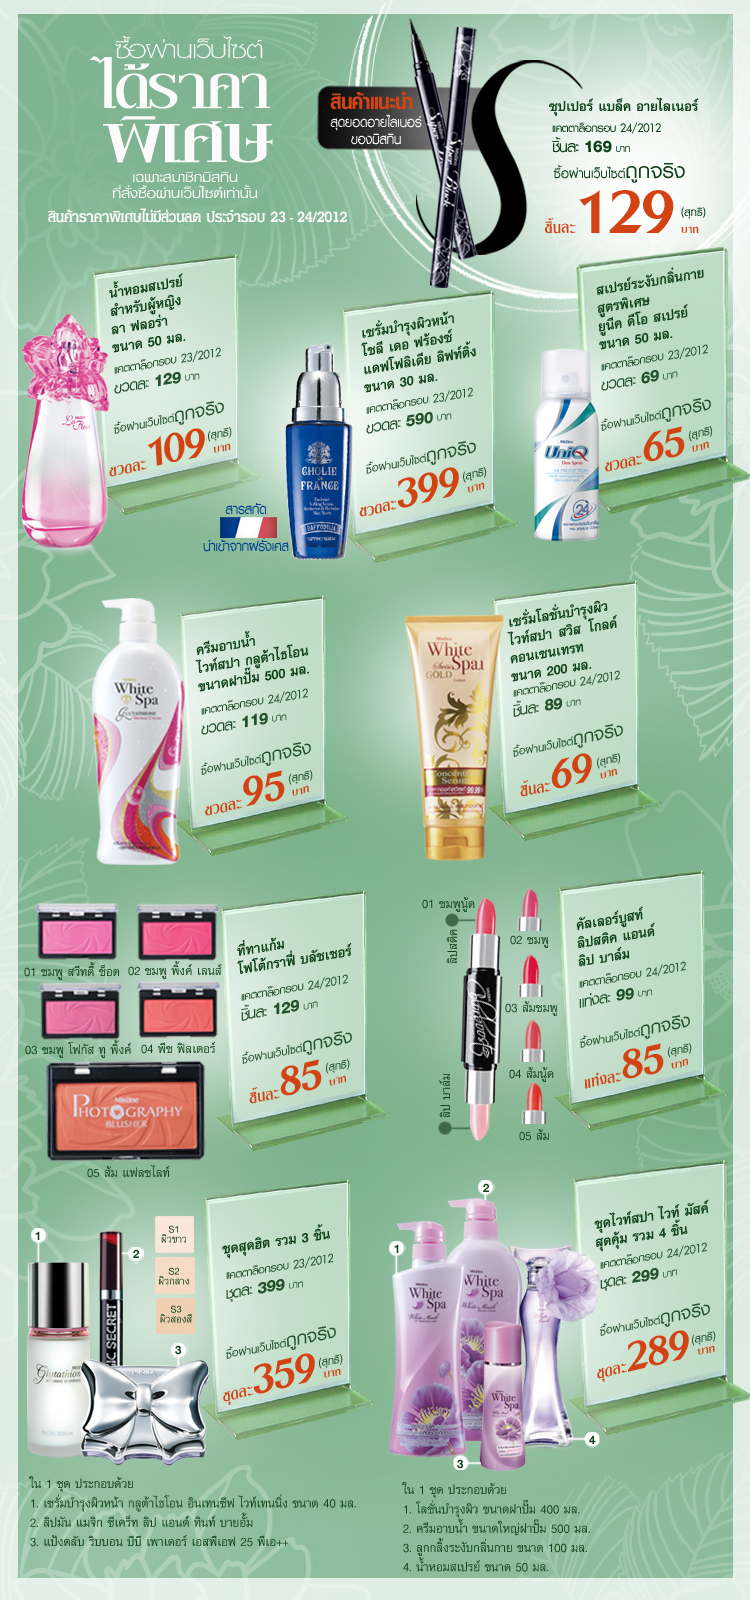 ซื้อผ่านเว็บไซต์
ได้ราคา
พิเศษ
เฉพาะสมาชิกมิสทิน
ที่สั่งซื้อผ่านเว็บไซต์เท่านั้น
สินค้าราคาพิเศษไม่มีส่วนลด ประจำรอบ 23 - 24/2012
สินค้าแนะนำ
สุดยอดอายไลเนอร์
ของมิสทิน
ซุปเปอร์ แบล็ค อายไลเนอร์
แคตตาล็อกรอบ 24/2012
ชิ้นละ 169 บาท
ซื้อผ่านเว็บไซต์ถูกจริง
ชิ้นละ 129 (สุทธิ) บาท
น้ำหอมสเปรย์
สำหรับผู้หญิง
ลา ฟลอร่า
ขนาด 50 มล.
แคตตาล็อกรอบ 23/2012
ขวดละ 129 บาท
ซื้อผ่านเว็บไซต์ถูกจริง
ขวดละ 109 (สุทธิ) บาท
เซรั่มบำรุงผิวหน้า
โชลี เดอ ฟร้องซ์
แดฟโฟดิเดีย ลิฟท์ติ้ง
ขนาด 30 มล.
แคตตาล็อกรอบ 23/2012
ขวดละ 590 บาท
ซื้อผ่านเว็บไซต์ถูกจริง
ขวดละ 399 (สุทธิ) บาท
CHOLIE
DE
FRANCE
DAFFODILIA
สารสกัด
นำเข้าจากฝรั่งเศส
สเปรย์ระงับกลิ่นกาย
สูตรพิเศษ
ยูนีค ดีโอ สเปรย์
ขนาด 50 มล.
แคตตาล็อกรอบ 23/2012
ขวดละ 69 บาท
ซื้อผ่านเว็บไซต์ถูกจริง
ขวดละ 65 (สุทธิ) บาท
UniQ
Deo Spray
24
ครีมอาบน้ำ
ไวท์สปา กลูต้าไธโอน
ขนาดฝาปั๊ม 500 มล.
แคตตาล็อกรอบ 24/2012
ขวดละ 119 บาท
ซื้อผ่านเว็บไซต์ถูกจริง
ขวดละ 95 (สุทธิ) บาท
White
Spa
GLUTATHIONE
เซรั่มโลชั่นบำรุงผิว
ไวท์สปา สวิส โกลด์
คอนเซนเทรท
ขนาด 200 มล.
แคตตาล็อกรอบ 24/2012
ชิ้นละ 89 บาท
ซื้อผ่านเว็บไซต์ถูกจริง
ชิ้นละ 69 (สุทธิ) บาท
Mistine
White
Spa
Swiss
GOLD
99.99%
01 ชมพู สวีทตี้ ช็อต
02 ชมพู พิ้งค์ เลนส์
03 ชมพู โฟกัส ทู พิ้งค์
04 พีช ฟิลเตอร์
Mistine
PHOTOGRAPHY
BLUSHER
05 ส้ม แฟลชไลท์
ที่ทาแก้ม
โฟโต้กราฟี่ บลัชเชอร์
แคตตาล็อกรอบ 24/2012
ชิ้นละ 129 บาท
ซื้อผ่านเว็บไซต์ถูกจริง
ชิ้นละ 85 (สุทธิ) บาท
01 ชมพูนู้ด
ลิปสติค
02 ชมพู
03 ส้มชมพู
04 ส้มนู้ด
05 ส้ม
ลิป บาล์ม
คัลเลอร์บูสท์
ลิปสติค แอนด์
ลิป บาล์ม
แคตตาล็อกรอบ 24/2012
แท่งละ 99 บาท
ซื้อผ่านเว็บไซต์ถูกจริง
แท่งละ 85 (สุทธิ) บาท
1
2
3
S1
ผิวขาว
S2
ผิวกลาง
S3
ผิวสองสี
Glutathione
SECRET
ชุดสุดฮิต รวม 3 ชิ้น
แคตตาล็อกรอบ 23/2012
ชุดละ 399 บาท
ซื้อผ่านเว็บไซต์ถูกจริง
ชุดละ 359 (สุทธิ) บาท
ใน 1 ชุด ประกอบด้วย
1. เซรั่มบำรุงผิวหน้า กลูต้าไธโอน อินเทนซีฟ ไวท์เทนนิ่ง ขนาด 40 มล.
2. ลิปมัน แมจิก ซีเคร็ท ลิป แอนด์ ทินท์ บายอั้ม
3. แป้งตลับ ริบบอน บีบี เพาเดอร์ เอสพีเอฟ 25 พีเอ++
1
2
3
4
White
Spa
White
Spa
White
Spa
ชุดไวท์สปา ไวท์ มัสค์
สุดคุ้ม รวม 4 ชิ้น
แคตตาล็อกรอบ 24/2012
ชุดละ 299 บาท
ซื้อผ่านเว็บไซต์ถูกจริง
ชุดละ 289 (สุทธิ) บาท
ใน 1 ชุด ประกอบด้วย
1. โลชั่นบำรุงผิว ขนาดฝาปั๊ม 400 มล.
2. ครีมอาบน้ำ ขนาดใหญ่ฝาปั๊ม 500 มล.
3. ลูกกลิ้งระงับกลิ่นกาย ขนาด 100 มล.
4. น้ำหอมสเปรย์ ขนาด 50 มล.